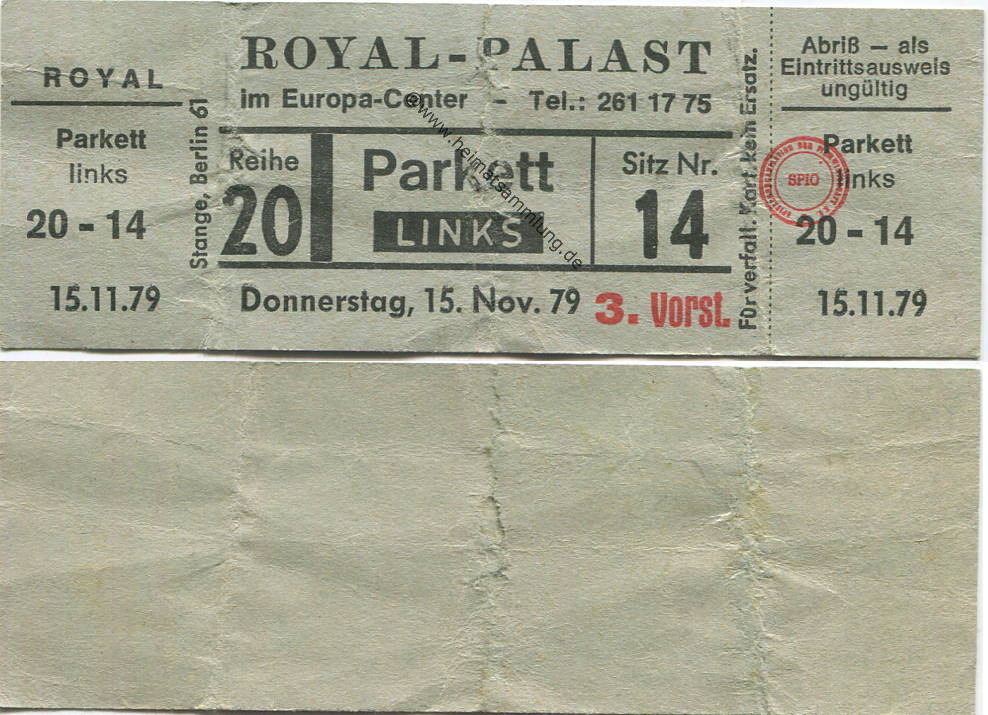 ROYAL
Parkett
links
20 - 14
15.11.79
Stange, Berlin 61
ROYAL-PALAST
im Europa-Center - Tel.: 261 17 75
Reihe
20
Parkett
LINKS
Sitz Nr.
14
Donnerstag, 15. Nov. 79
3. Vorst.
Für verfall. Kart. kein Ersatz.
Abriß - als
Eintrittsausweis
ungültig
Parkett
links
20 - 14
15.11.79
SPIO
@www.heimatsammlung.de